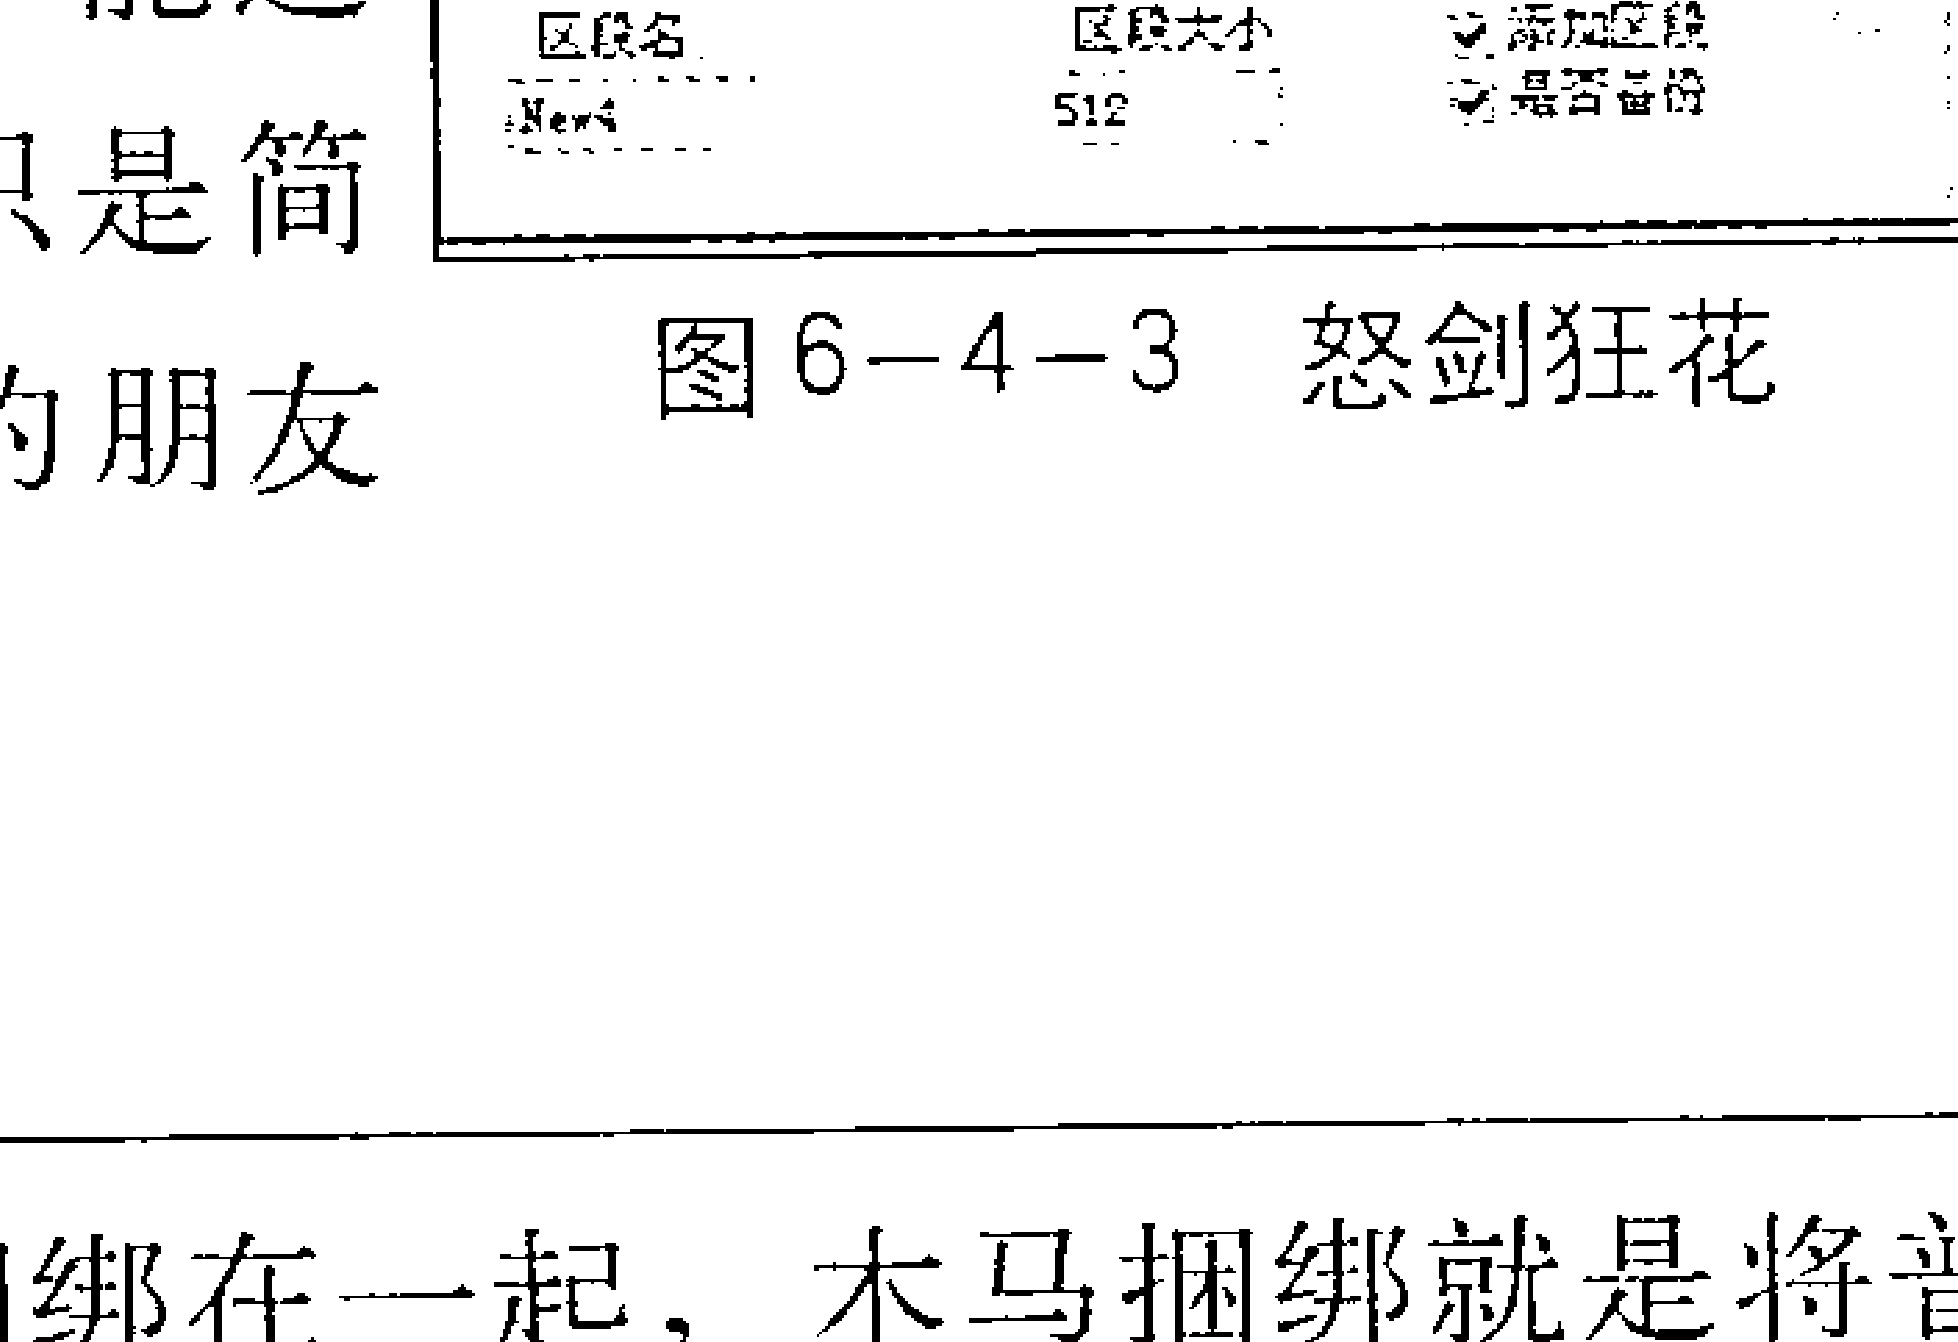 区段名 区段大小 添加区段
New4 512 是否备份
只是简
的朋友
图6-4-3 怒剑狂花
绑在一起，木马捆绑就是将普